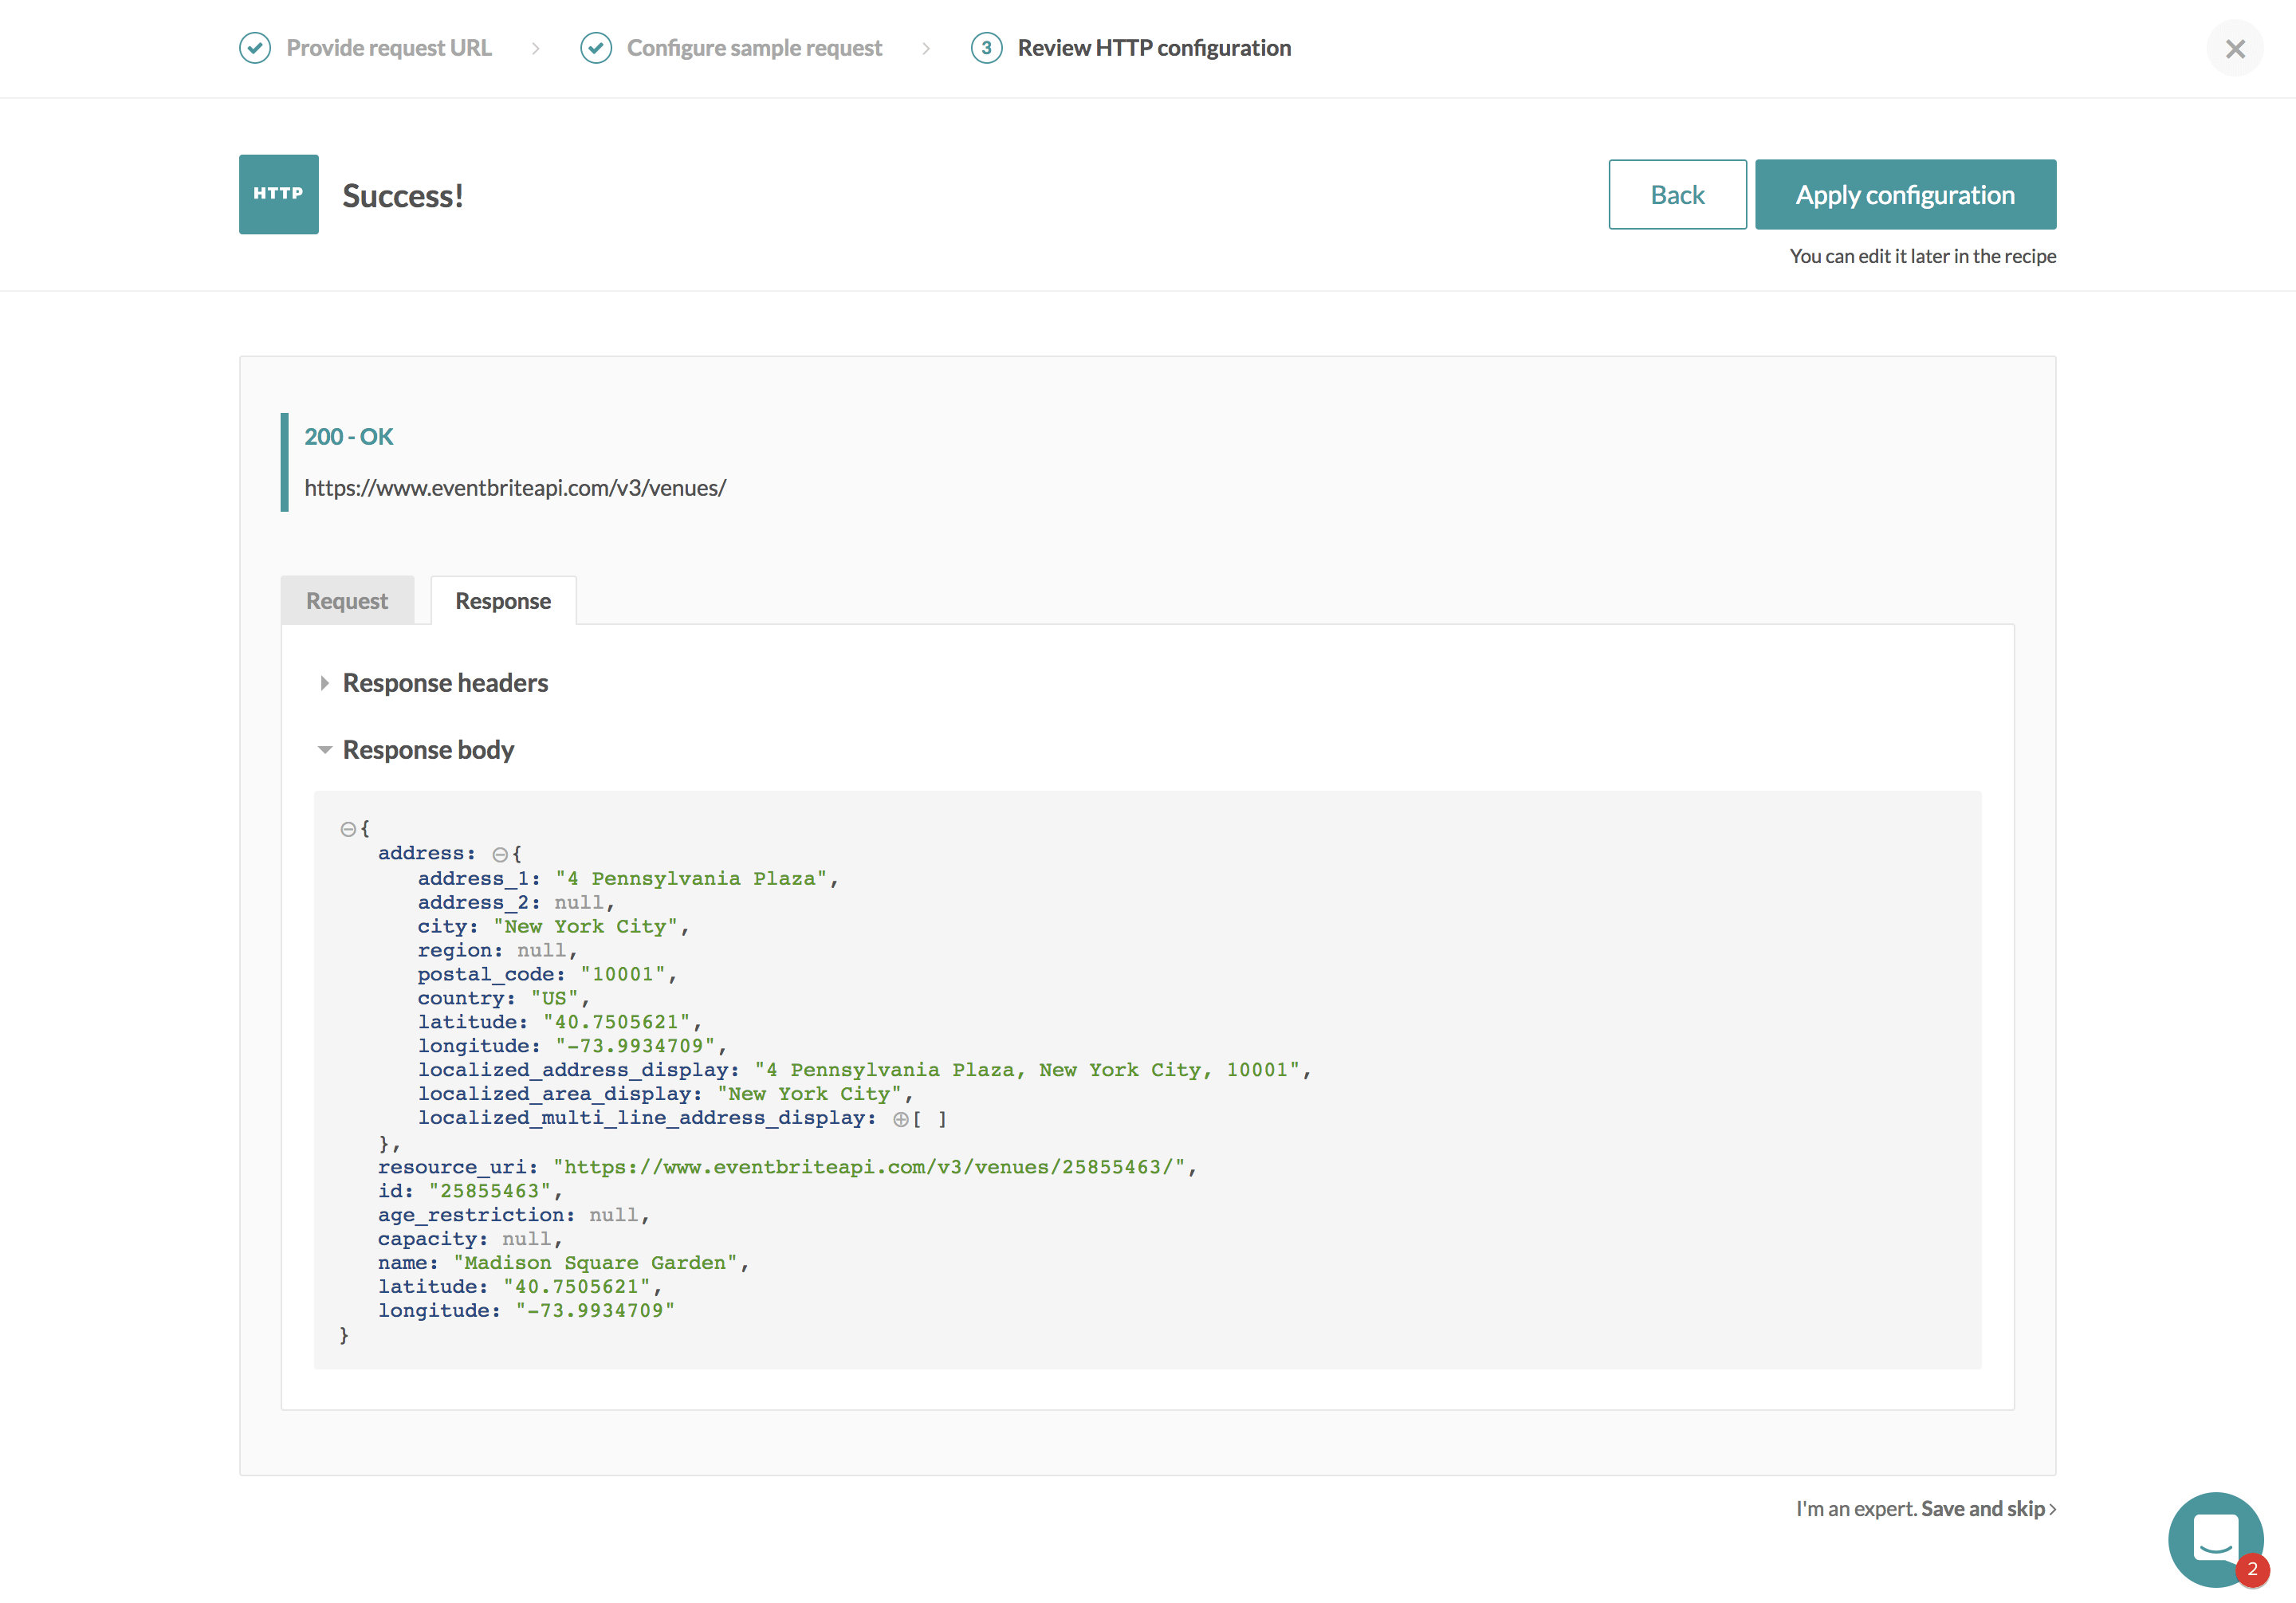 Provide request URL
Configure sample request
3 Review HTTP configuration
HTTP
Success!
Back
Apply configuration
You can edit it later in the recipe
200 - OK
https://www.eventbriteapi.com/v3/venues/
Request
Response
Response headers
Response body
{
address: {
address_1: "4 Pennsylvania Plaza",
address_2: null,
city: "New York City",
region: null,
postal_code: "10001",
country: "US",
latitude: "40.7505621",
longitude: "-73.9934709",
localized_address_display: "4 Pennsylvania Plaza, New York City, 10001",
localized_area_display: "New York City",
localized_multi_line_address_display: [ ]
},
resource_uri: "https://www.eventbriteapi.com/v3/venues/25855463/",
id: "25855463",
age_restriction: null,
capacity: null,
name: "Madison Square Garden",
latitude: "40.7505621",
longitude: "-73.9934709"
}
I'm an expert. Save and skip
2